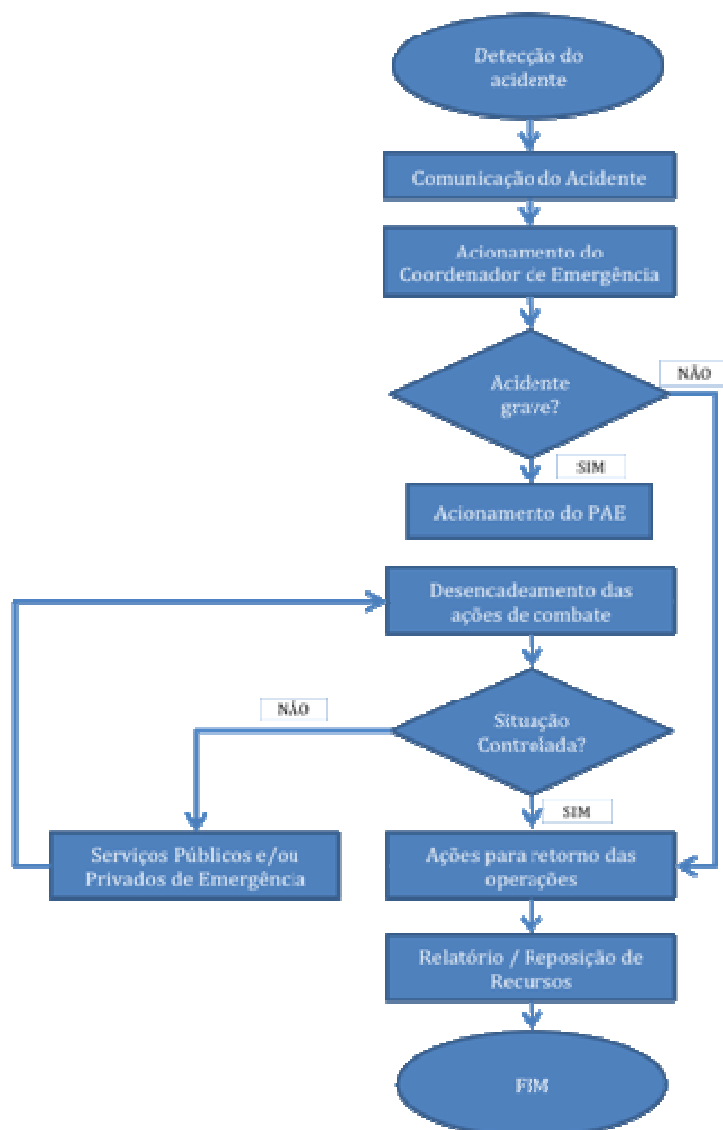 Detecção do
acidente
Comunicação do Acidente
Acionamento do
Coordenador de Emergência
Acidente
grave?
NÃO
SIM
Acionamento do PAE
Desencadeamento das
ações de combate
NÃO
Situação
Controlada?
SIM
Serviços Públicos e/ou
Privados de Emergência
Ações para retorno das
operações
Relatório / Reposição de
Recursos
FIM